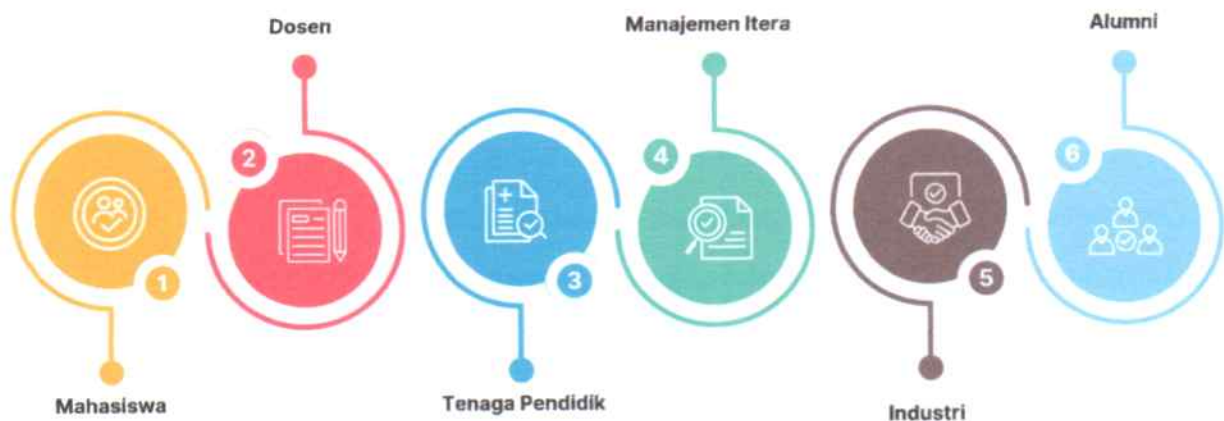 Dosen
Manajemen Itera
Alumni
2
4
6
1
3
5
Mahasiswa
Tenaga Pendidik
Industri